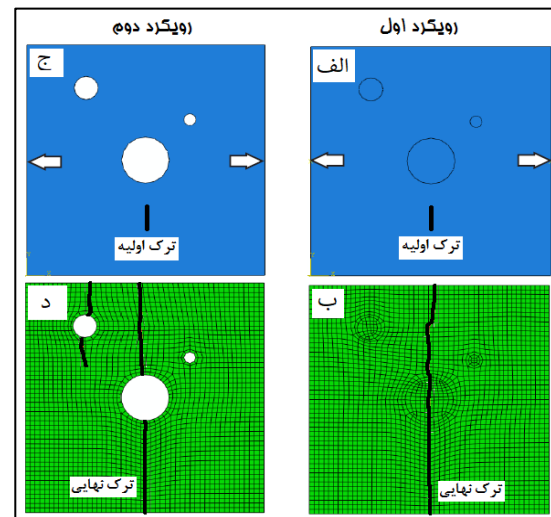 رویکرد اول
رویکرد دوم
الف
ج
ترک اولیه
ترک اولیه
ب
د
ترک نهایی
ترک نهایی